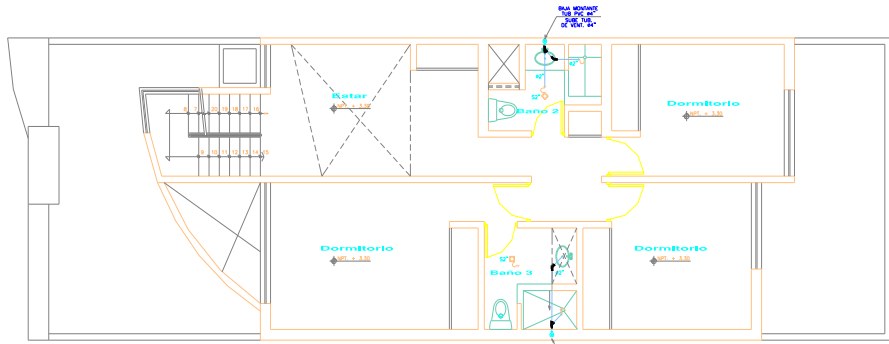 BAJA MONTANTE
TUB PVC ø4"
SUBE TUB.
DE VENT. ø4"
Estar
NPT. + 3.30
ø2"
ø2"
Baño 2
Dormitorio
NPT. + 3.30
8 7 20 19 18 17 16
9 10 11 12 13 14 15
Dormitorio
NPT. + 3.30
Baño 3
Dormitorio
NPT. + 3.30